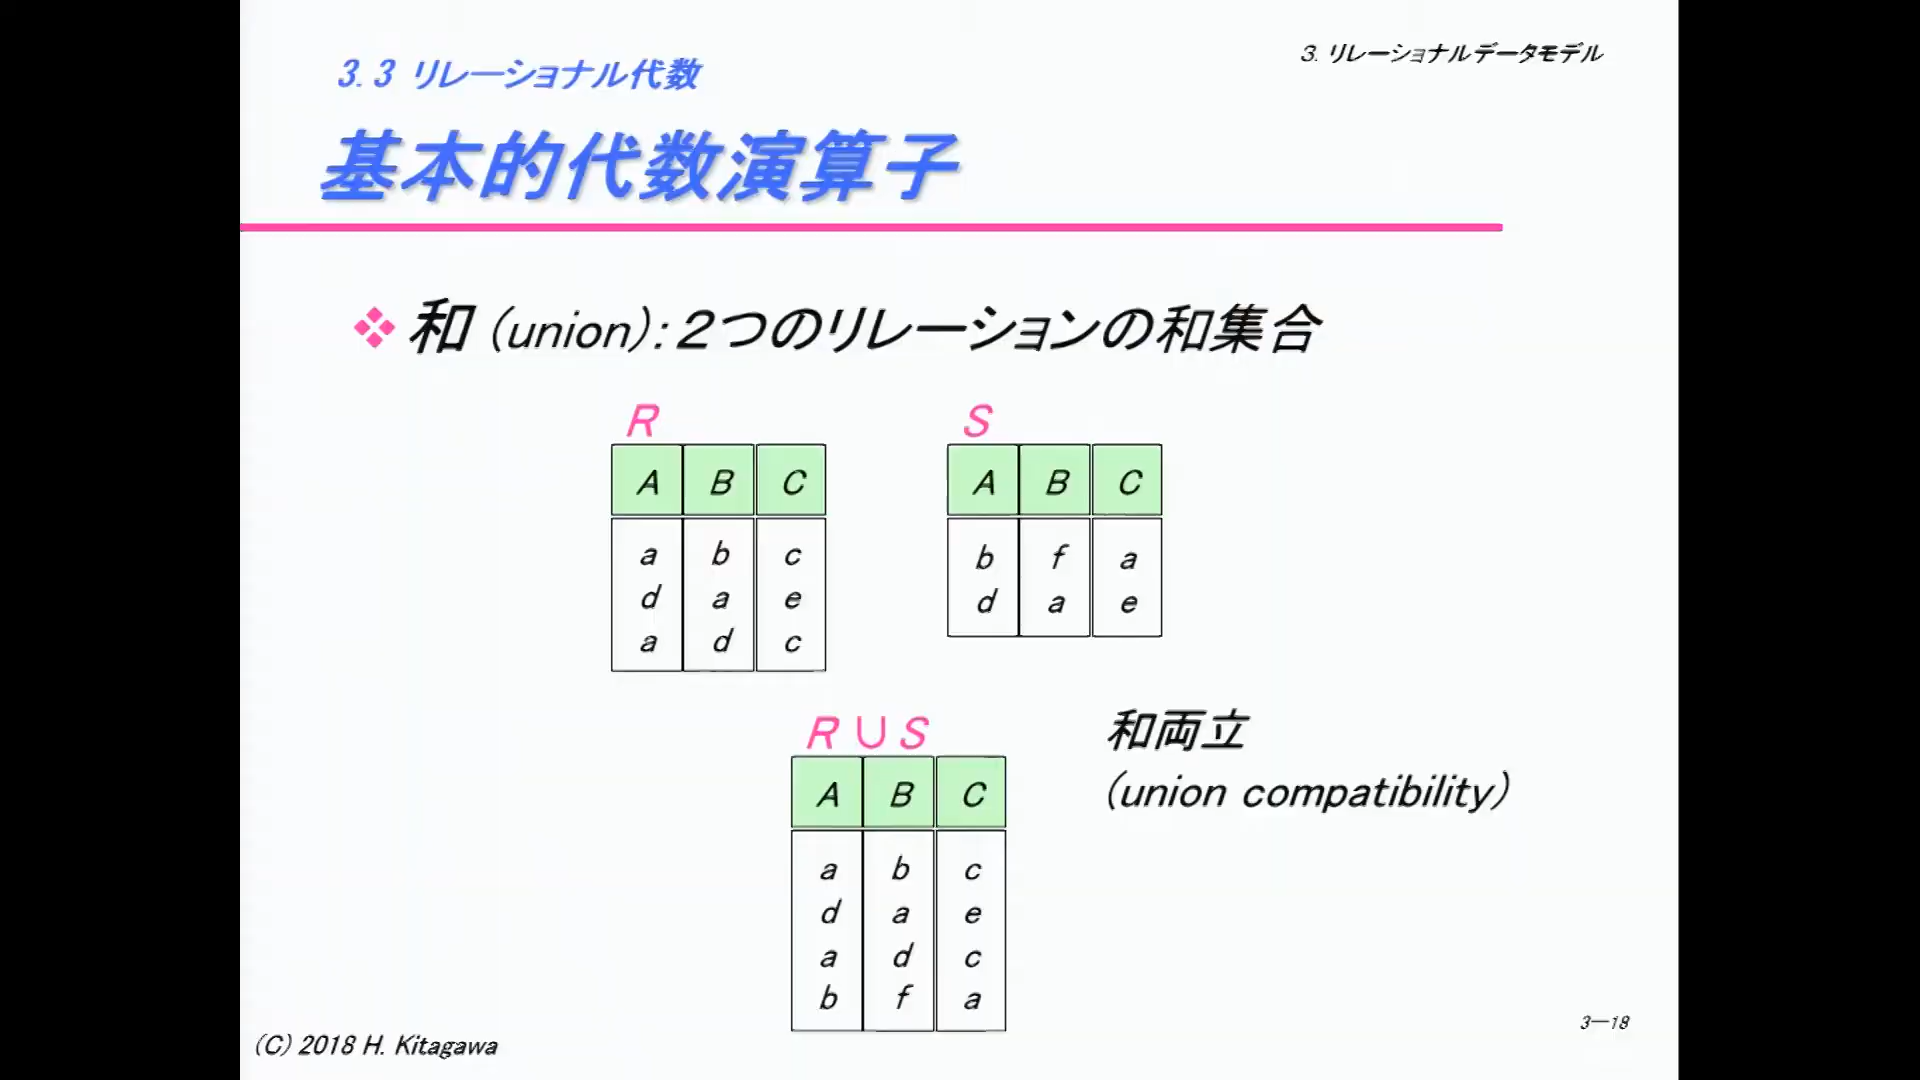 3. リレーショナルデータモデル
3.3 リレーショナル代数
基本的代数演算子
❖ 和 (union):２つのリレーションの和集合
R
A B C
a b c
d a e
a d c
S
A B C
b f a
d a e
R∪S
A B C
a b c
d a e
a d c
b f a
和両立
(union compatibility)
3—18
(C) 2018 H. Kitagawa